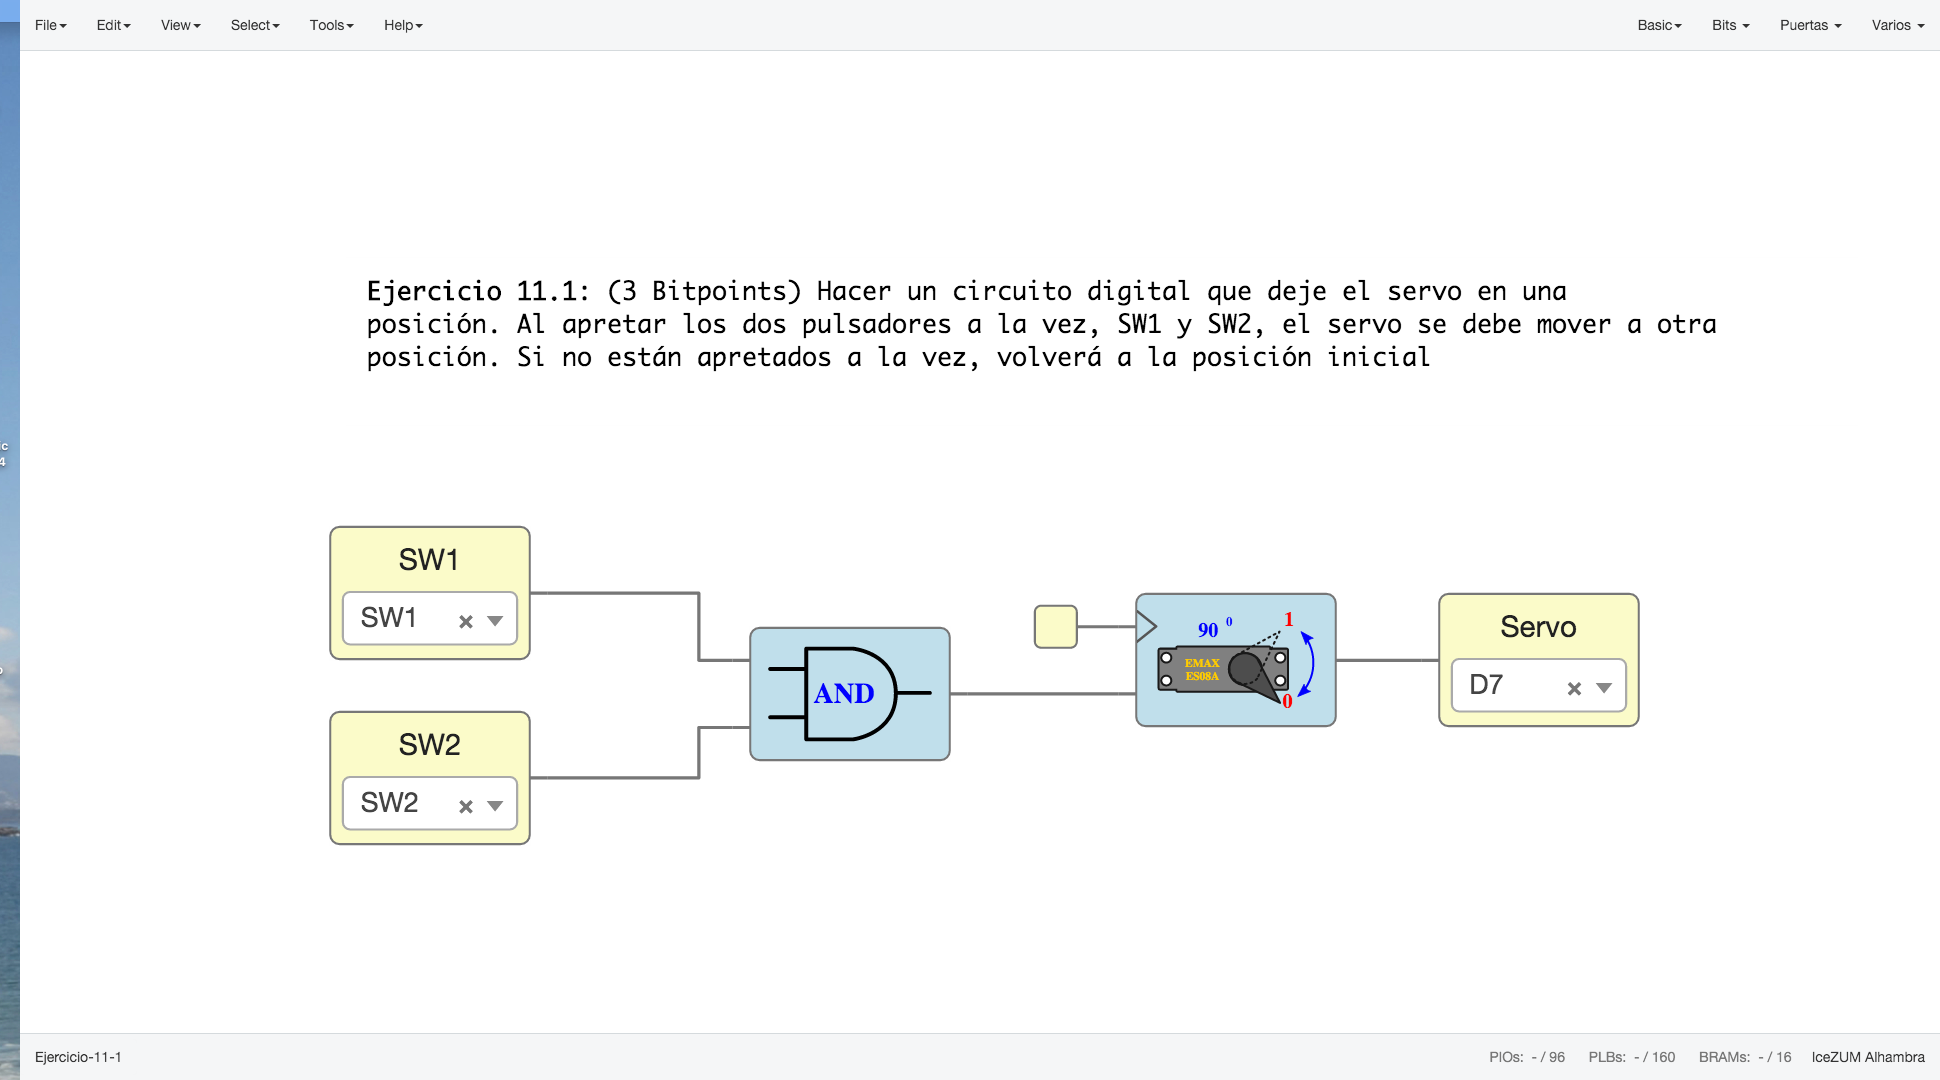 File Edit View Select Tools Help Basic Bits Puertas Varios
Ejercicio 11.1: (3 Bitpoints) Hacer un circuito digital que deje el servo en una
posición. Al apretar los dos pulsadores a la vez, SW1 y SW2, el servo se debe mover a otra
posición. Si no están apretados a la vez, volverá a la posición inicial
SW1
SW1
SW2
SW2
AND
90 0
1
EMAX
ES08A
0
Servo
D7
Ejercicio-11-1 PIOs: - / 96 PLBs: - / 160 BRAMs: - / 16 IceZUM Alhambra